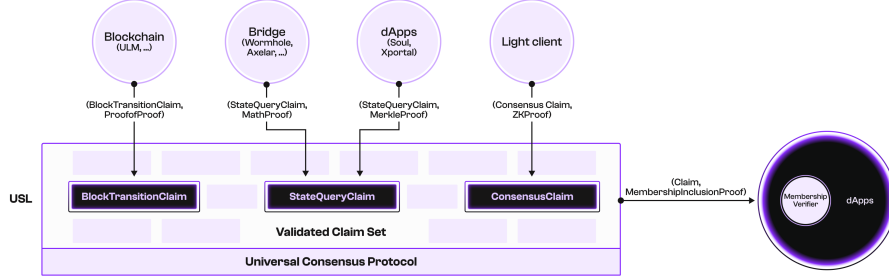 Blockchain
(ULM, ...)
Bridge
(Wormhole,
Axelar, ...)
dApps
(Soul,
Xportal)
Light client
(BlockTransitionClaim,
ProofofProof)
(StateQueryClaim,
MathProof)
(StateQueryClaim,
MerkleProof)
(Consensus Claim,
ZKProof)
USL
BlockTransitionClaim
StateQueryClaim
ConsensusClaim
Validated Claim Set
Universal Consensus Protocol
(Claim,
MembershipInclusionProof)
Membership
Verifier
dApps